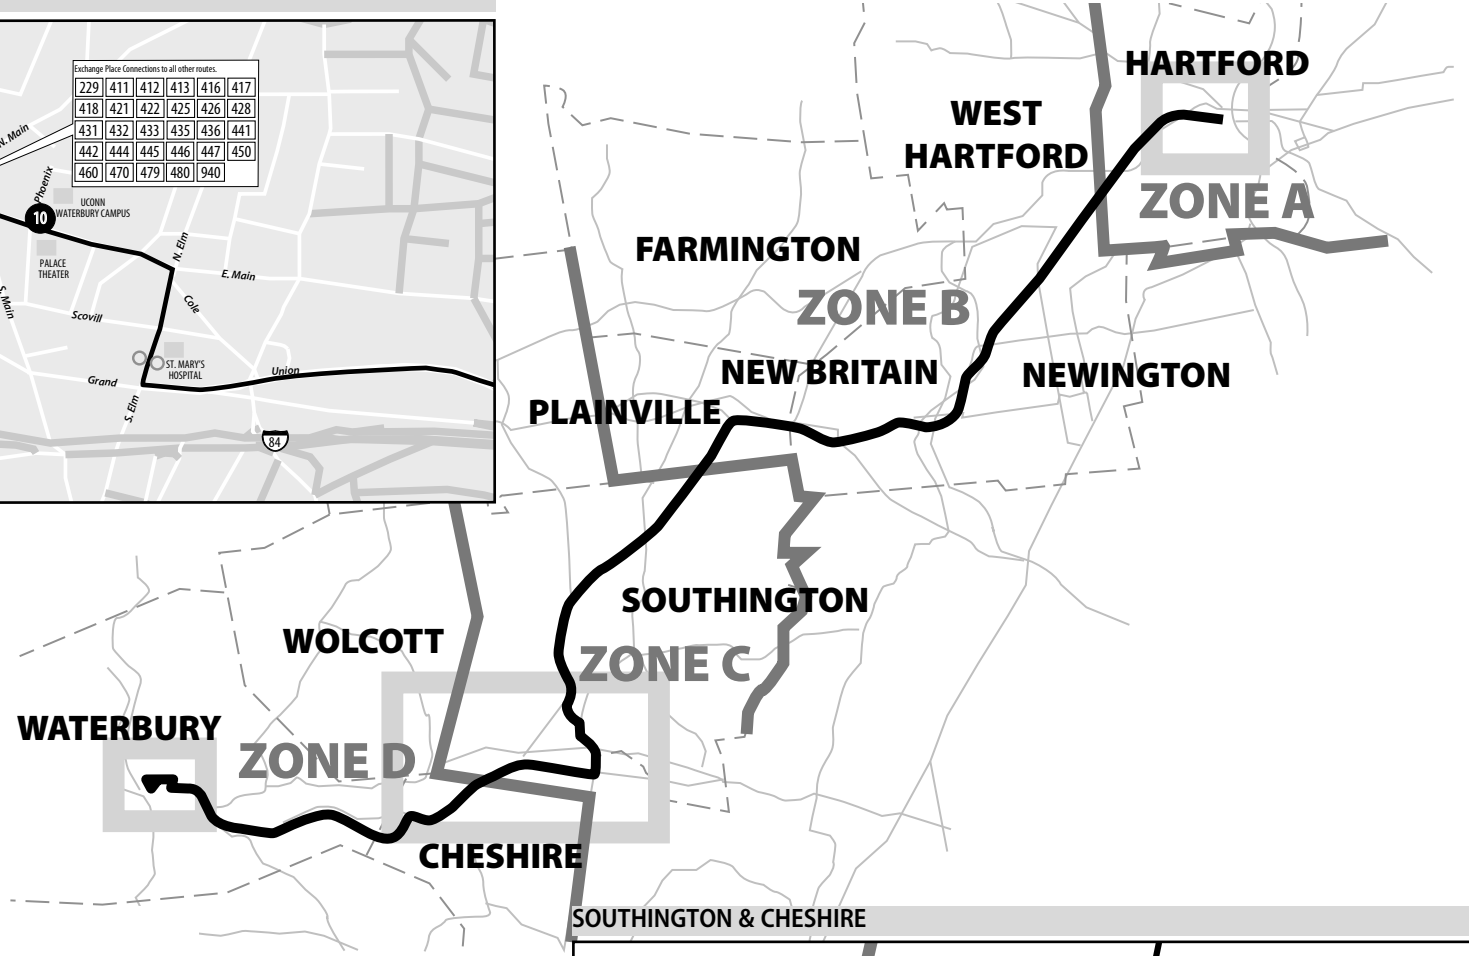 Exchange Place Connections to all other routes.
229 411 412 413 416 417
418 421 422 425 426 428
431 432 433 435 436 441
442 444 445 446 447 450
460 470 479 480 940
N. Main
Phoenix
UCONN
WATERBURY CAMPUS
10
PALACE
THEATER
N. Elm
E. Main
S. Main
Cole
Scovill
ST. MARY'S
HOSPITAL
Grand
Union
S. Elm
84
HARTFORD
WEST
HARTFORD
ZONE A
FARMINGTON
ZONE B
NEW BRITAIN
NEWINGTON
PLAINVILLE
SOUTHINGTON
WOLCOTT
ZONE C
WATERBURY
ZONE D
CHESHIRE
SOUTHINGTON & CHESHIRE